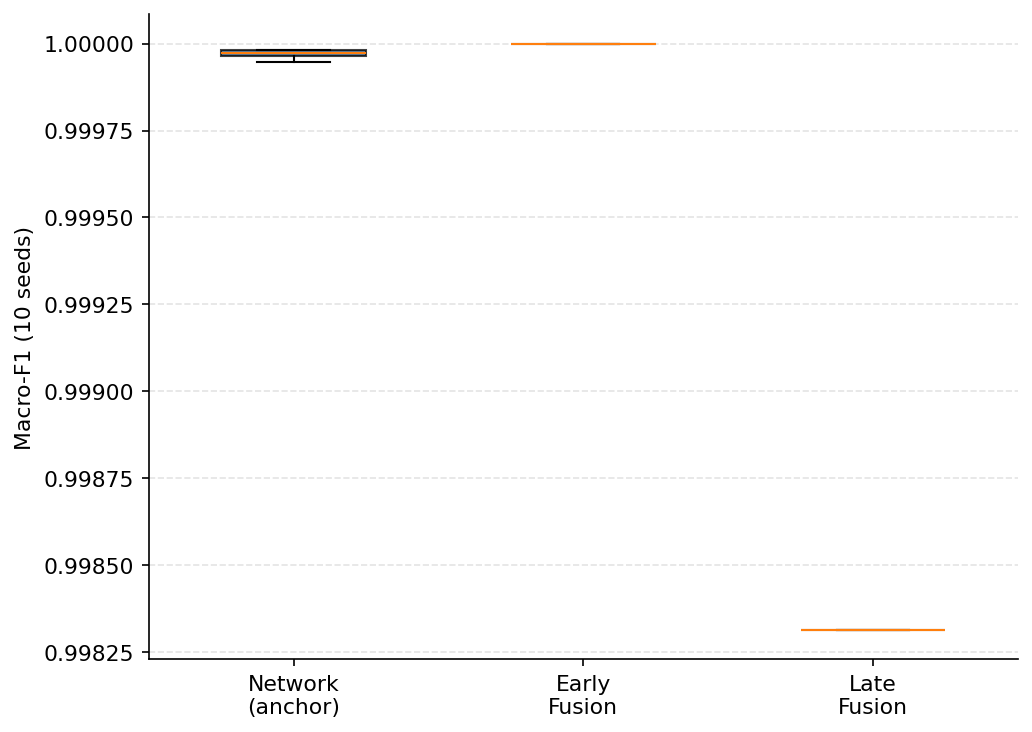 Macro-F1 (10 seeds)
1.00000
0.99975
0.99950
0.99925
0.99900
0.99875
0.99850
0.99825
Network
(anchor)
Early
Fusion
Late
Fusion